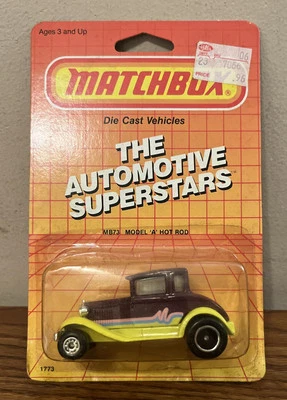 Ages 3 and Up
MATCHBOX
Die Cast Vehicles
THE
AUTOMOTIVE
SUPERSTARS
MB73 MODEL 'A' HOT ROD
1773